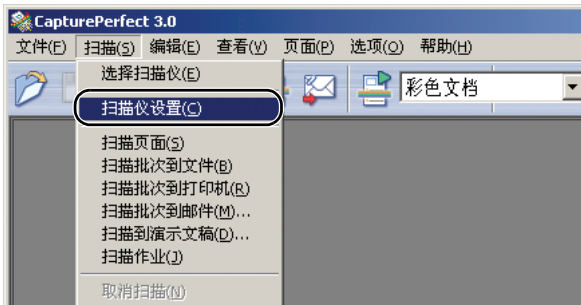 CapturePerfect 3.0
文件(F) 扫描(S) 编辑(E) 查看(V) 页面(P) 选项(O) 帮助(H)
选择扫描仪(E)
彩色文档
扫描仪设置(C)
扫描页面(S)
扫描批次到文件(B)
扫描批次到打印机(R)
扫描批次到邮件(M)...
扫描到演示文稿(D)...
扫描作业(J)
取消扫描(N)